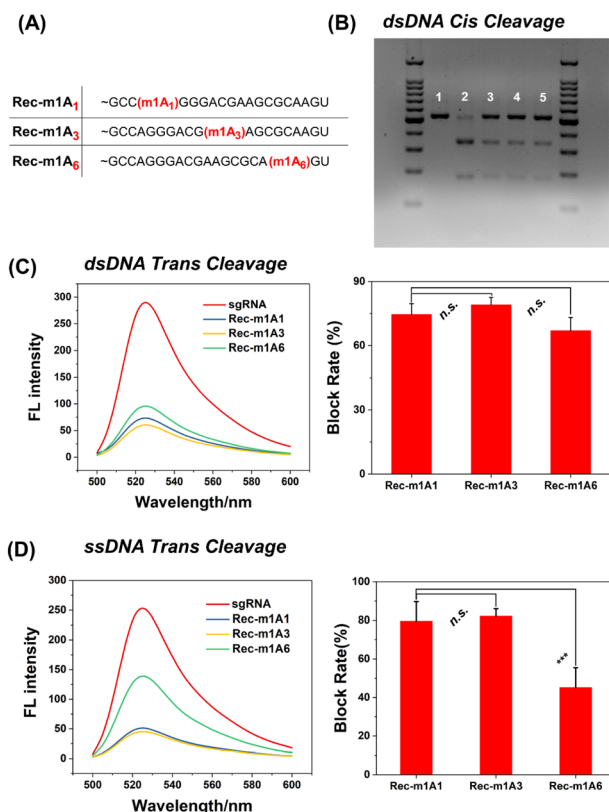 (A)
Rec-m1A1 ~GCC(m1A1)GGGACGAAGCGCAAGU
Rec-m1A3 ~GCCAGGGACG(m1A3)AGCGCAAGU
Rec-m1A6 ~GCCAGGGACGAAGCGCA(m1A6)GU
(B) dsDNA Cis Cleavage
1 2 3 4 5
(C) dsDNA Trans Cleavage
FL intensity
300
250
200
150
100
50
0
sgRNA
Rec-m1A1
Rec-m1A3
Rec-m1A6
500 520 540 560 580 600
Wavelength/nm
Block Rate (%)
90
75
60
45
30
15
0
n.s. n.s.
Rec-m1A1 Rec-m1A3 Rec-m1A6
(D) ssDNA Trans Cleavage
FL intensity
300
250
200
150
100
50
0
sgRNA
Rec-m1A1
Rec-m1A3
Rec-m1A6
500 520 540 560 580 600
Wavelength/nm
Block Rate(%)
100
80
60
40
20
0
n.s. ***
Rec-m1A1 Rec-m1A3 Rec-m1A6